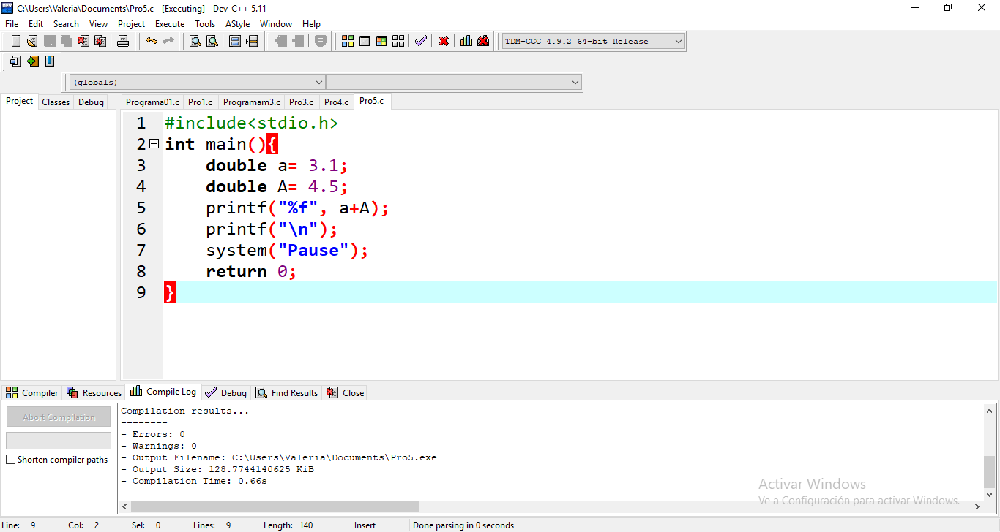 C:\Users\Valeria\Documents\Pro5.c - [Executing] - Dev-C++ 5.11
File Edit Search View Project Execute Tools AStyle Window Help
TDM-GCC 4.9.2 64-bit Release
(globals)
Project Classes Debug
Programa01.c Pro1.c Programam3.c Pro3.c Pro4.c Pro5.c
1 #include<stdio.h>
2 int main(){
3 double a= 3.1;
4 double A= 4.5;
5 printf("%f", a+A);
6 printf("\n");
7 system("Pause");
8 return 0;
9 }
Compiler Resources Compile Log Debug Find Results Close
Abort Compilation
Shorten compiler paths
Compilation results...
--------
- Errors: 0
- Warnings: 0
- Output Filename: C:\Users\Valeria\Documents\Pro5.exe
- Output Size: 128.7744140625 KiB
- Compilation Time: 0.66s
Activar Windows
Ve a Configuración para activar Windows.
Line: 9 Col: 2 Sel: 0 Lines: 9 Length: 140 Insert Done parsing in 0 seconds